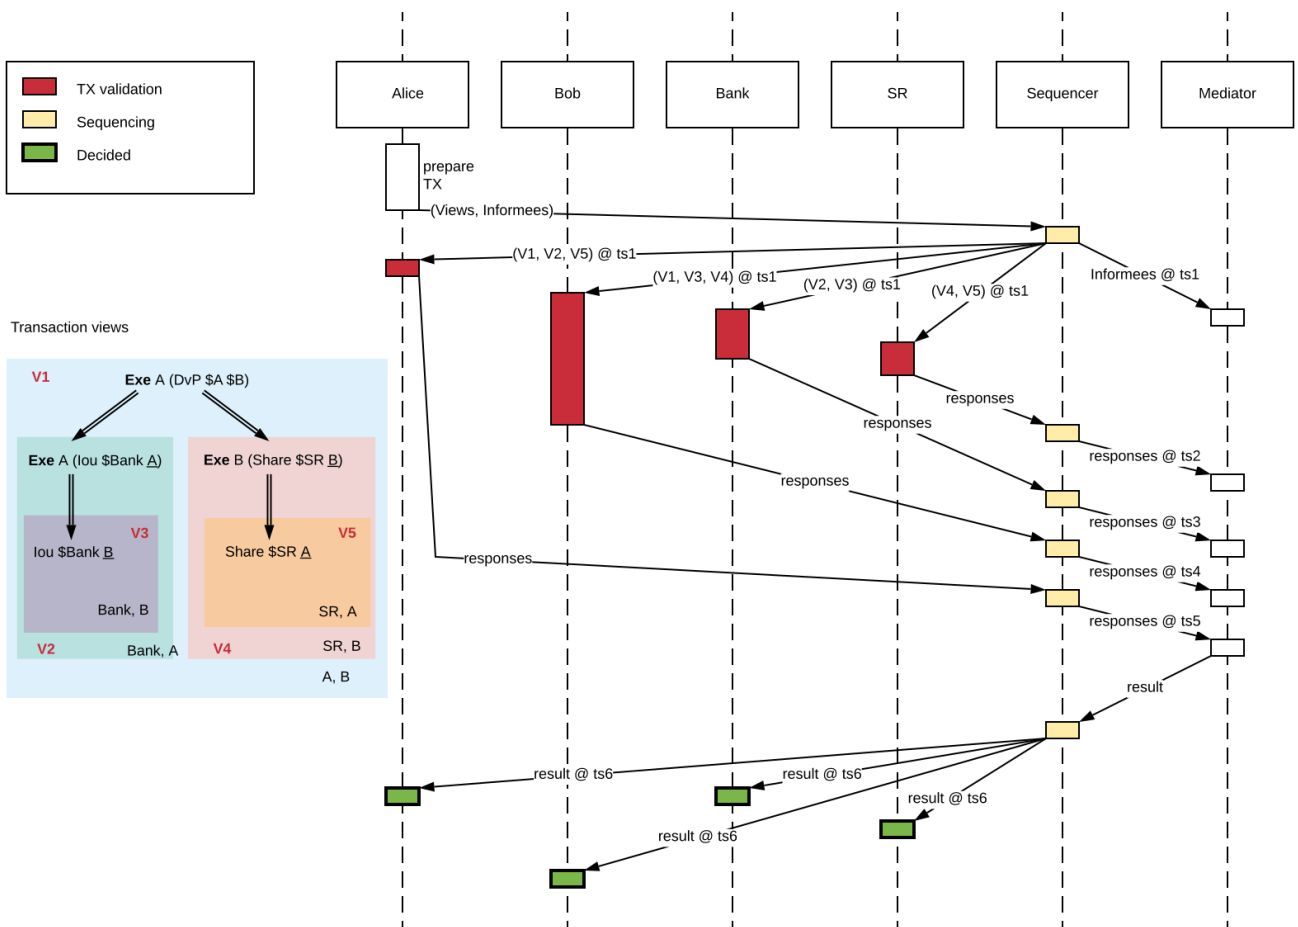 Alice
Bob
Bank
SR
Sequencer
Mediator
TX validation
Sequencing
Decided
prepare
TX
(Views, Informees)
(V1, V2, V5) @ ts1
(V1, V3, V4) @ ts1
(V2, V3) @ ts1
(V4, V5) @ ts1
Informees @ ts1
Transaction views
V1
Exe A (DvP $A $B)
Exe A (Iou $Bank A)
Exe B (Share $SR B)
V3
V5
Iou $Bank B
Share $SR A
Bank, B
SR, A
V2
Bank, A
V4
SR, B
A, B
responses
responses
responses @ ts2
responses
responses @ ts3
responses
responses @ ts4
responses @ ts5
result
result @ ts6
result @ ts6
result @ ts6
result @ ts6